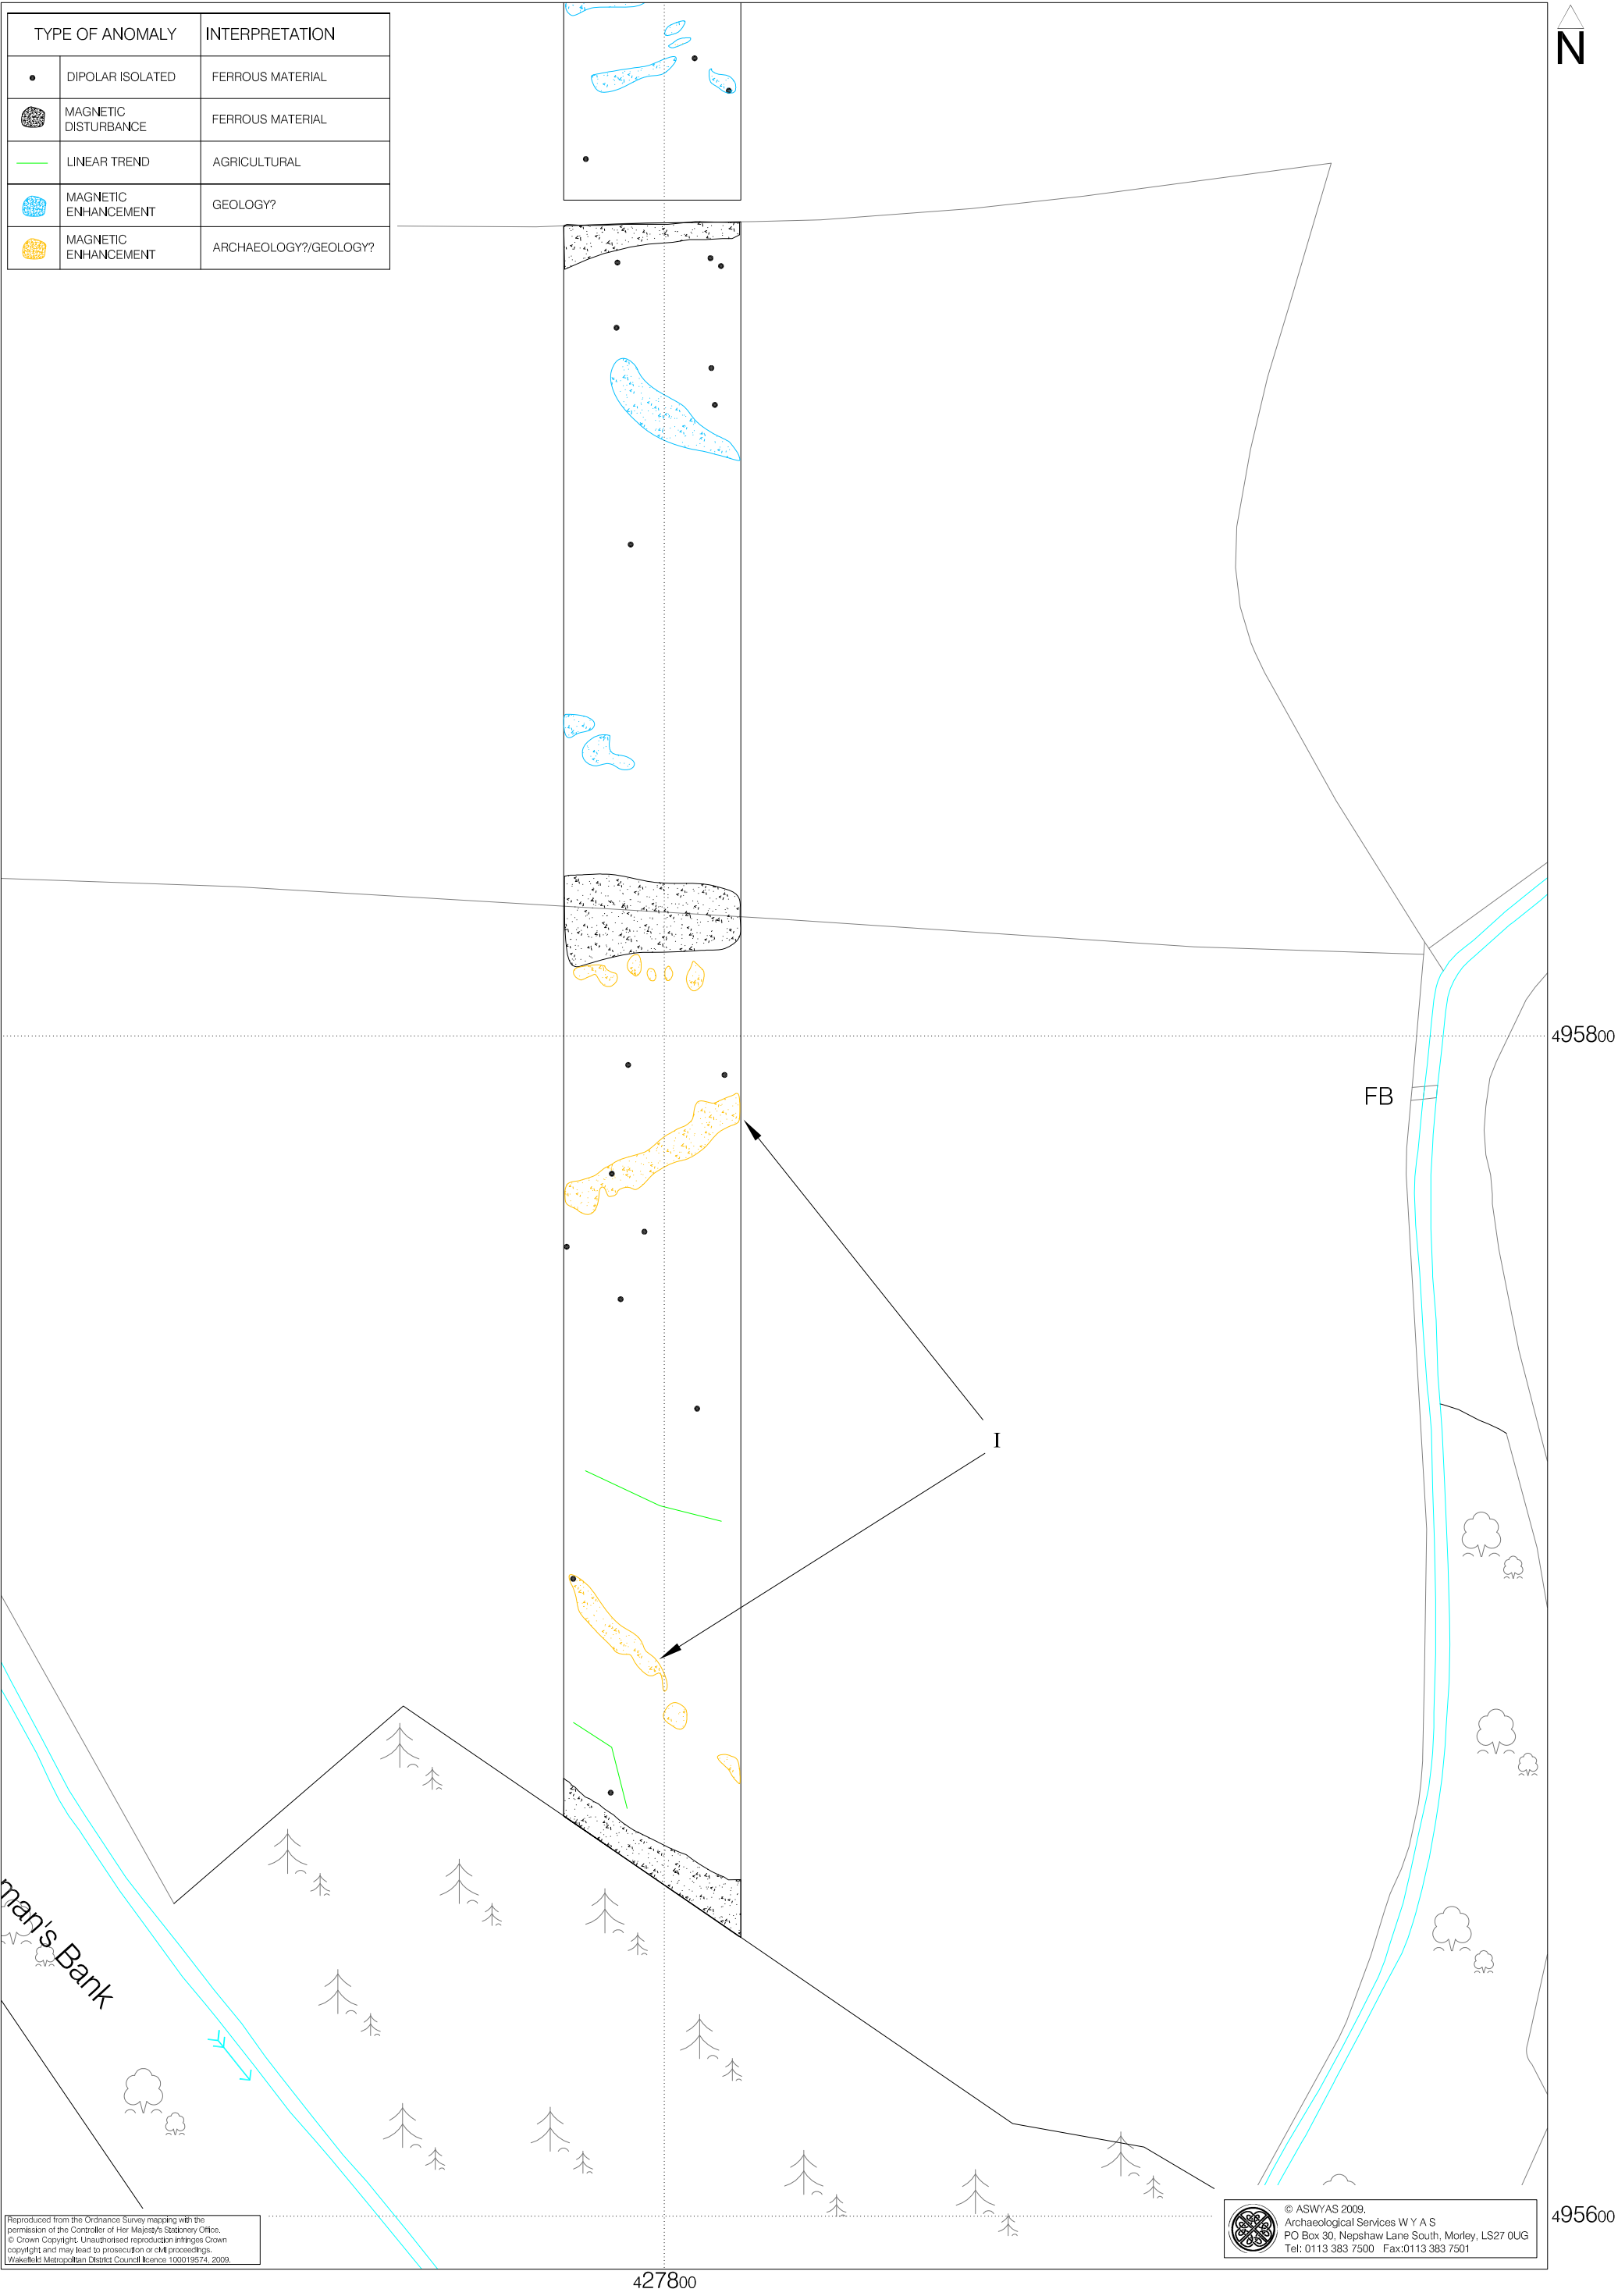 TYPE OF ANOMALY INTERPRETATION
DIPOLAR ISOLATED FERROUS MATERIAL
MAGNETIC
DISTURBANCE
FERROUS MATERIAL
LINEAR TREND AGRICULTURAL
MAGNETIC
ENHANCEMENT
GEOLOGY?
MAGNETIC
ENHANCEMENT
ARCHAEOLOGY?/GEOLOGY?
N
495800
FB
I
man's Bank
495600
427800
Reproduced from the Ordnance Survey mapping with the
permission of the Controller of Her Majesty's Stationery Office.
© Crown Copyright. Unauthorised reproduction infringes Crown
copyright and may lead to prosecution or civil proceedings.
Wakefield Metropolitan District Council licence 100019574, 2009.
© ASWYAS 2009.
Archaeological Services W Y A S
PO Box 30, Nepshaw Lane South, Morley, LS27 0UG
Tel: 0113 383 7500 Fax:0113 383 7501